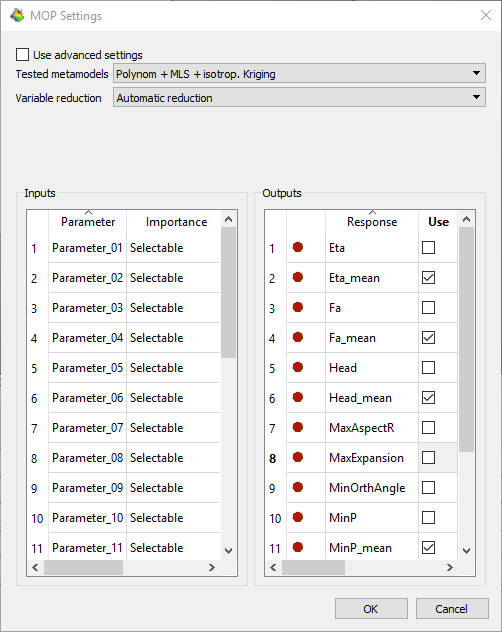 MOP Settings
Use advanced settings
Tested metamodels Polynom + MLS + isotrop. Kriging
Variable reduction Automatic reduction
Inputs
Parameter Importance
1 Parameter_01 Selectable
2 Parameter_02 Selectable
3 Parameter_03 Selectable
4 Parameter_04 Selectable
5 Parameter_05 Selectable
6 Parameter_06 Selectable
7 Parameter_07 Selectable
8 Parameter_08 Selectable
9 Parameter_09 Selectable
10 Parameter_10 Selectable
11 Parameter_11 Selectable
Outputs
Response Use
1 Eta
2 Eta_mean
3 Fa
4 Fa_mean
5 Head
6 Head_mean
7 MaxAspectR
8 MaxExpansion
9 MinOrthAngle
10 MinP
11 MinP_mean
OK Cancel